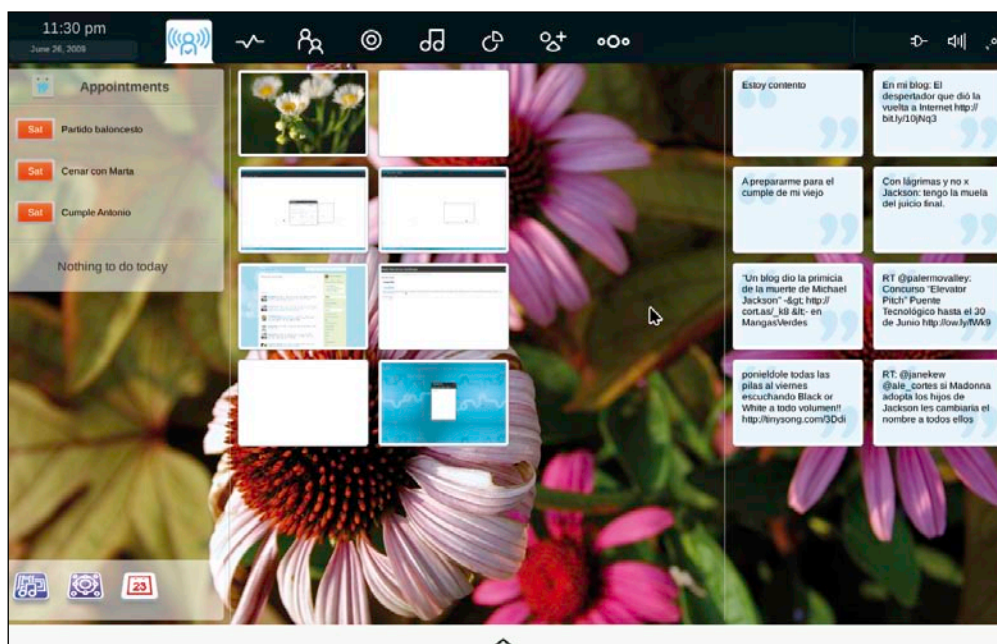 11:30 pm
June 26, 2009
Appointments
Sat
Partido baloncesto
Sat
Cenar con Marta
Sat
Cumple Antonio
Nothing to do today
23
Estoy contento
En mi blog: El
despertador que dió la
vuelta a Internet http://
bit.ly/10jNq3
A prepararme para el
cumple de mi viejo
Con lágrimas y no x
Jackson: tengo la muela
del juicio final.
"Un blog dio la primicia
de la muerte de Michael
Jackson" -&gt; http://
cort.as/_k8 &lt;- en
MangasVerdes
RT @palermovalley:
Concurso "Elevator
Pitch" Puente
Tecnológico hasta el 30
de Junio http://ow.ly/fWk9
ponieldole todas las
pilas al viernes
escuchando Black or
White a todo volumen!!
http://tinysong.com/3Ddi
RT: @janekew
@ale_cortes si Madonna
adopta los hijos de
Jackson les cambiaria el
nombre a todos ellos